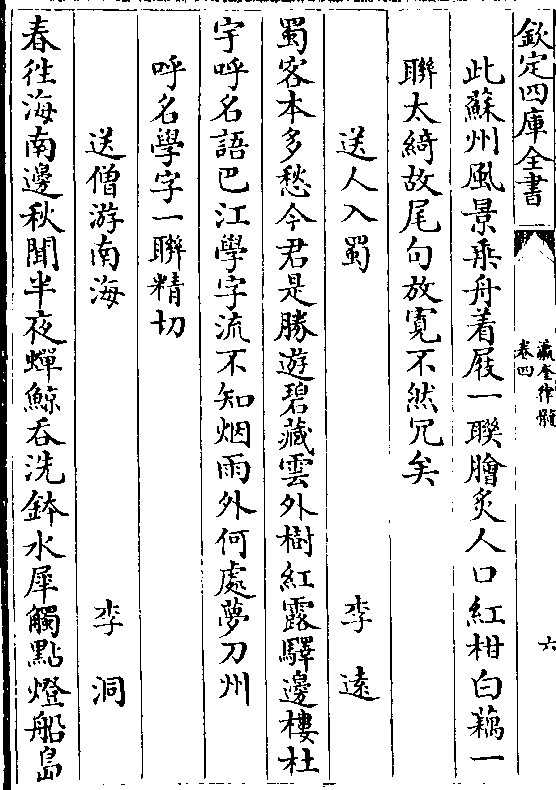 欽定四庫全書
瀛奎律髓
卷四
六
此蘇州風景乘舟着屐一聯膾炙人口紅柑白藕一
聯太綺故尾句放寛不然冗矣
送人入蜀　李逺
蜀客本多愁今君是勝遊碧藏雲外樹紅露驛邊樓杜
宇呼名語巴江學字流不知烟雨外何處夢刀州
呼名學字一聯精切
送僧游南海　李洞
春徃海南邊秋聞半夜蟬鯨吞洗鉢水犀觸點燈船島